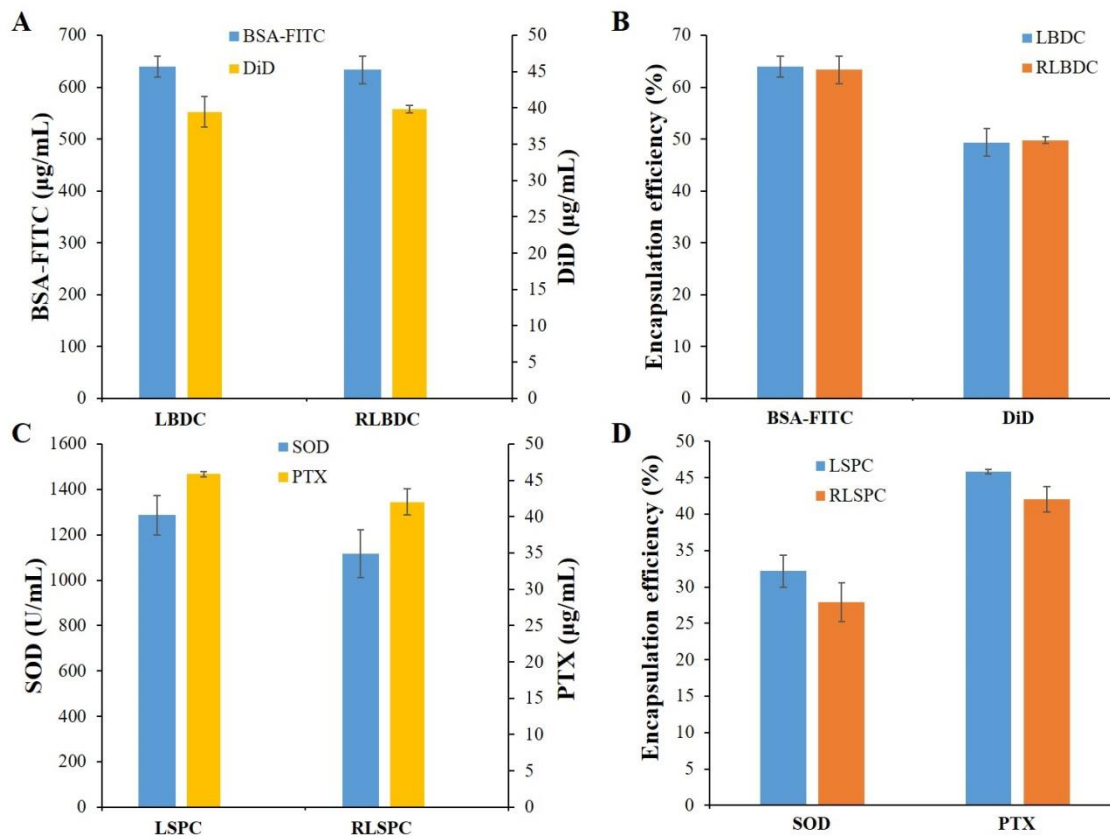 A
BSA-FITC
DiD
BSA-FITC (µg/mL)
700
600
500
400
300
200
100
0
50
45
40
35
30
25
20
15
10
5
0
DiD (µg/mL)
LBDC RLBDC
B
LBDC
RLBDC
Encapsulation efficiency (%)
70
60
50
40
30
20
10
0
BSA-FITC DiD
C
SOD
PTX
SOD (U/mL)
1600
1400
1200
1000
800
600
400
200
0
50
45
40
35
30
25
20
15
10
5
0
PTX (µg/mL)
LSPC RLSPC
D
LSPC
RLSPC
Encapsulation efficiency (%)
50
45
40
35
30
25
20
15
10
5
0
SOD PTX